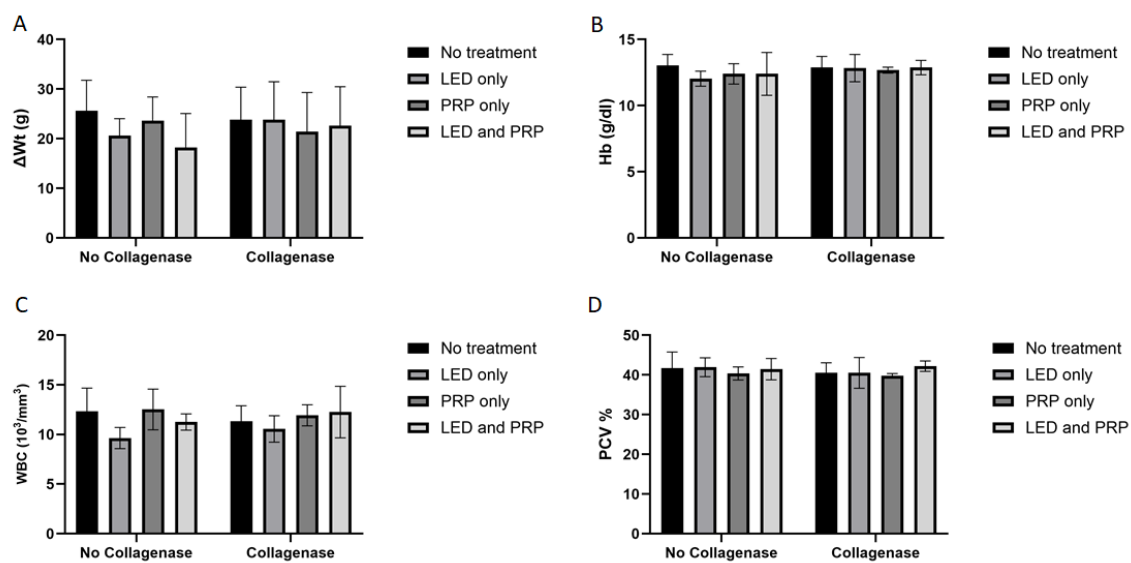 A
ΔWt (g)
40
30
20
10
0
No Collagenase
Collagenase
No treatment
LED only
PRP only
LED and PRP
B
Hb (g/dl)
15
10
5
0
No Collagenase
Collagenase
No treatment
LED only
PRP only
LED and PRP
C
WBC (10³/mm³)
20
15
10
5
0
No Collagenase
Collagenase
No treatment
LED only
PRP only
LED and PRP
D
PCV %
50
40
30
20
10
0
No Collagenase
Collagenase
No treatment
LED only
PRP only
LED and PRP